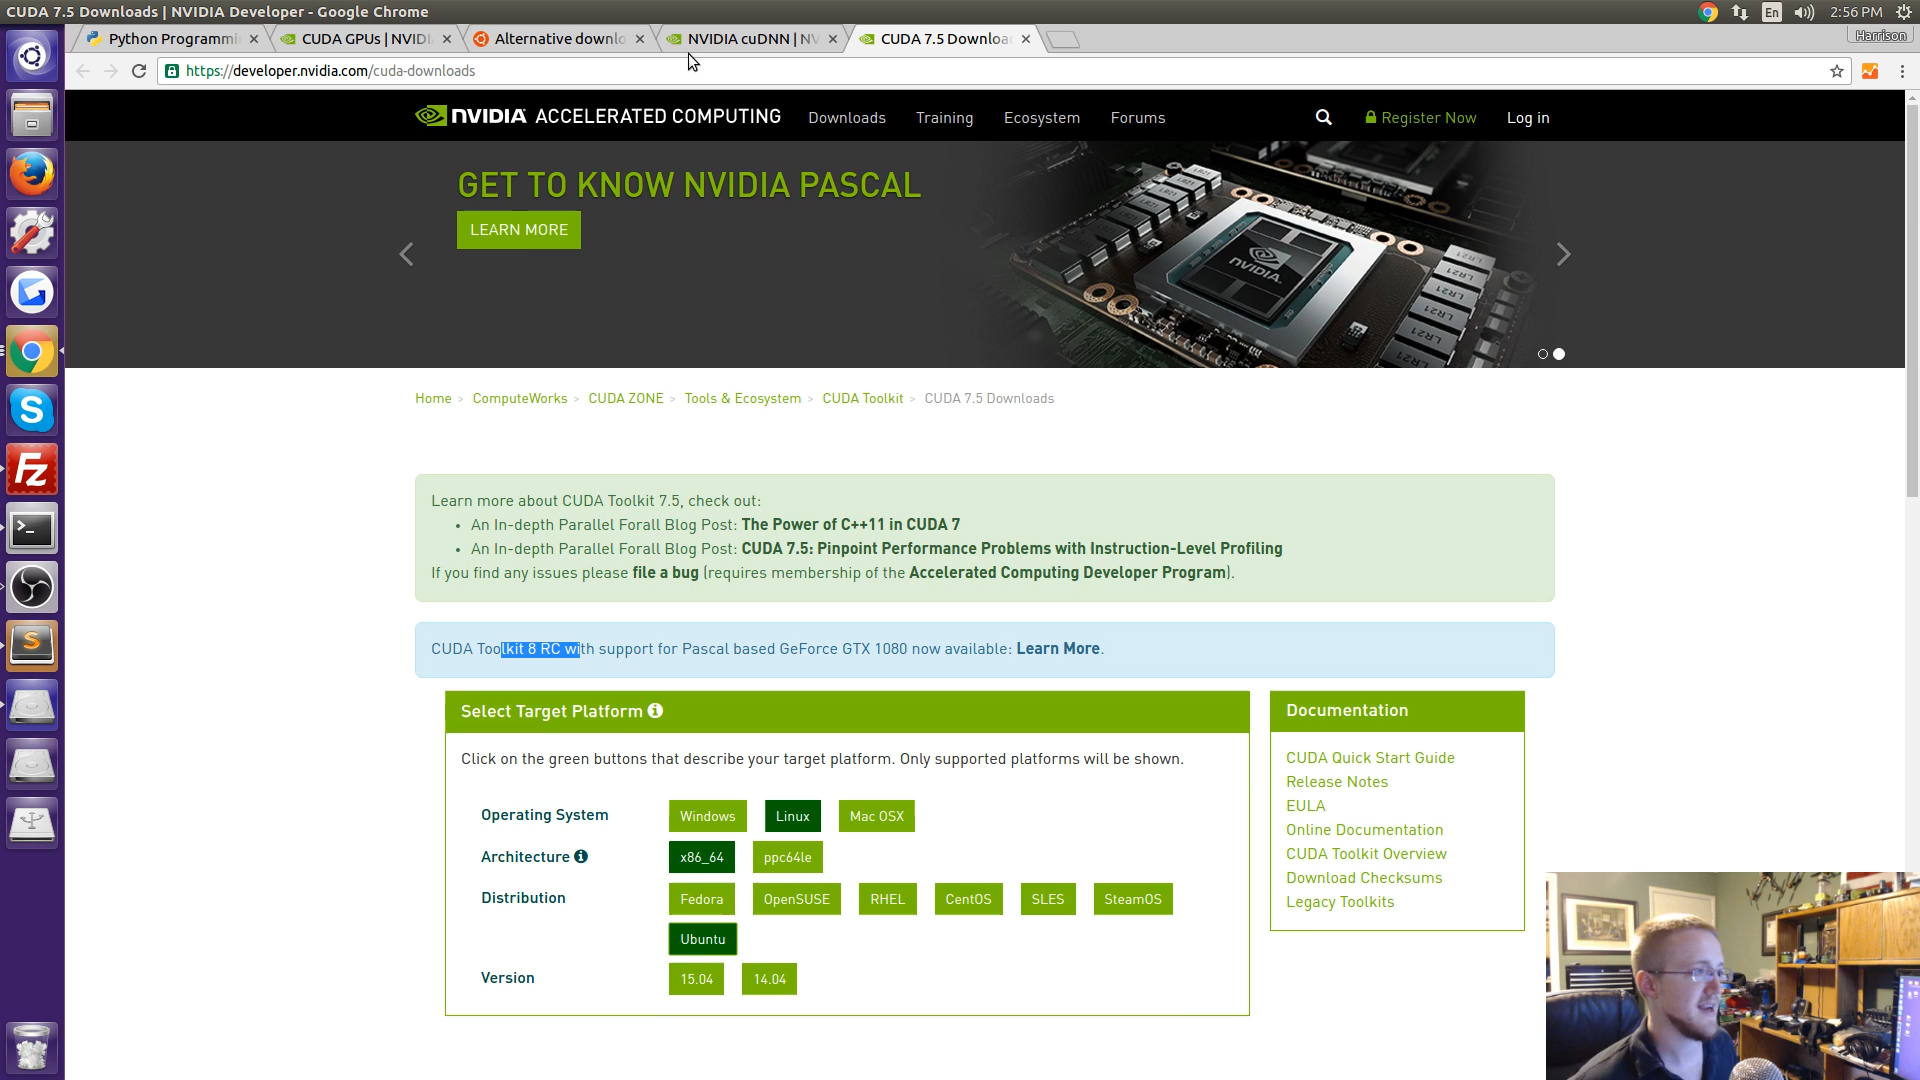 CUDA 7.5 Downloads | NVIDIA Developer - Google Chrome
En
2:56 PM
Python Programmi
CUDA GPUs | NVIDI
Alternative downlo
NVIDIA cuDNN | NV
CUDA 7.5 Downloa
Harrison
https://developer.nvidia.com/cuda-downloads
NVIDIA ACCELERATED COMPUTING
Downloads
Training
Ecosystem
Forums
Register Now
Log in
GET TO KNOW NVIDIA PASCAL
LEARN MORE
NVIDIA.
LR21
LR21
LR21
LR21
Home > ComputeWorks > CUDA ZONE > Tools & Ecosystem > CUDA Toolkit > CUDA 7.5 Downloads
Learn more about CUDA Toolkit 7.5, check out:
• An In-depth Parallel Forall Blog Post: The Power of C++11 in CUDA 7
• An In-depth Parallel Forall Blog Post: CUDA 7.5: Pinpoint Performance Problems with Instruction-Level Profiling
If you find any issues please file a bug (requires membership of the Accelerated Computing Developer Program).
CUDA Toolkit 8 RC with support for Pascal based GeForce GTX 1080 now available: Learn More.
Select Target Platform
Click on the green buttons that describe your target platform. Only supported platforms will be shown.
Operating System
Windows
Linux
Mac OSX
Architecture
x86_64
ppc64le
Distribution
Fedora
OpenSUSE
RHEL
CentOS
SLES
SteamOS
Ubuntu
Version
15.04
14.04
Documentation
CUDA Quick Start Guide
Release Notes
EULA
Online Documentation
CUDA Toolkit Overview
Download Checksums
Legacy Toolkits